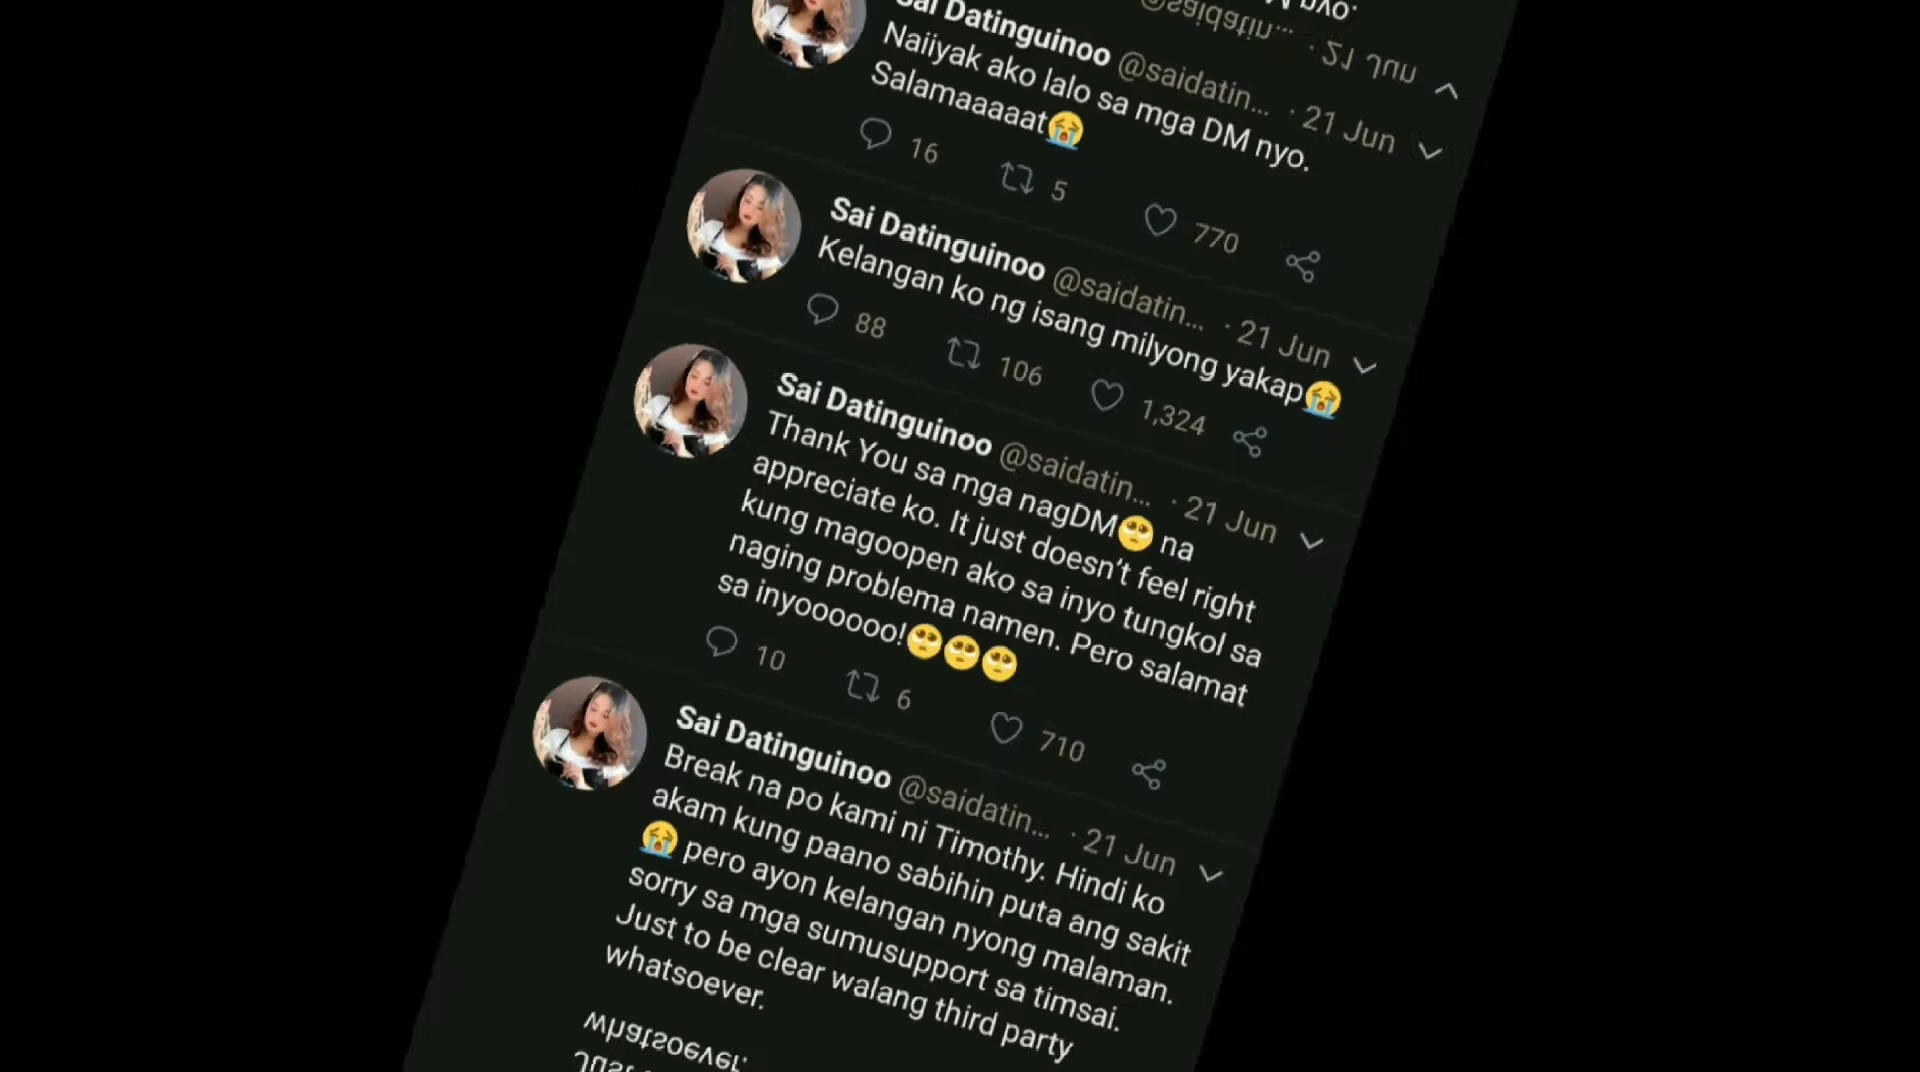 Sai Datinguinoo @saidatin... · 21 Jun
Naiiyak ako lalo sa mga DM nyo.
Salamaaaaat😭
16 5 770
Sai Datinguinoo @saidatin... · 21 Jun
Kelangan ko ng isang milyong yakap😭
88 106 1,324
Sai Datinguinoo @saidatin... · 21 Jun
Thank You sa mga nagDM🥺 na
appreciate ko. It just doesn't feel right
kung magoopen ako sa inyo tungkol sa
naging problema namen. Pero salamat
sa inyoooooo!🥺🥺🥺
10 6 710
Sai Datinguinoo @saidatin... · 21 Jun
Break na po kami ni Timothy. Hindi ko
akam kung paano sabihin puta ang sakit
😭 pero ayon kelangan nyong malaman.
sorry sa mga sumusupport sa timsai.
Just to be clear walang third party
whatsoever.